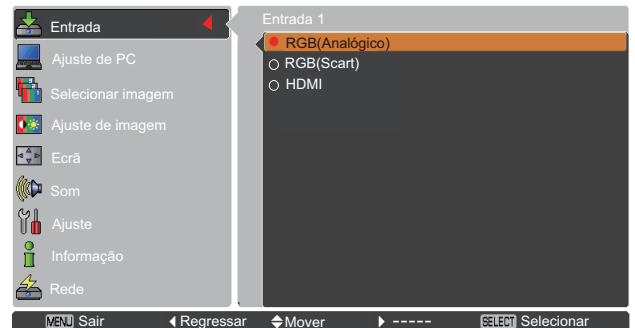 Entrada
Ajuste de PC
Selecionar imagem
Ajuste de imagem
Ecrã
Som
Ajuste
Informação
Rede
Entrada 1
RGB(Analógico)
RGB(Scart)
HDMI
MENU Sair Regressar Mover ----- SELECT Selecionar